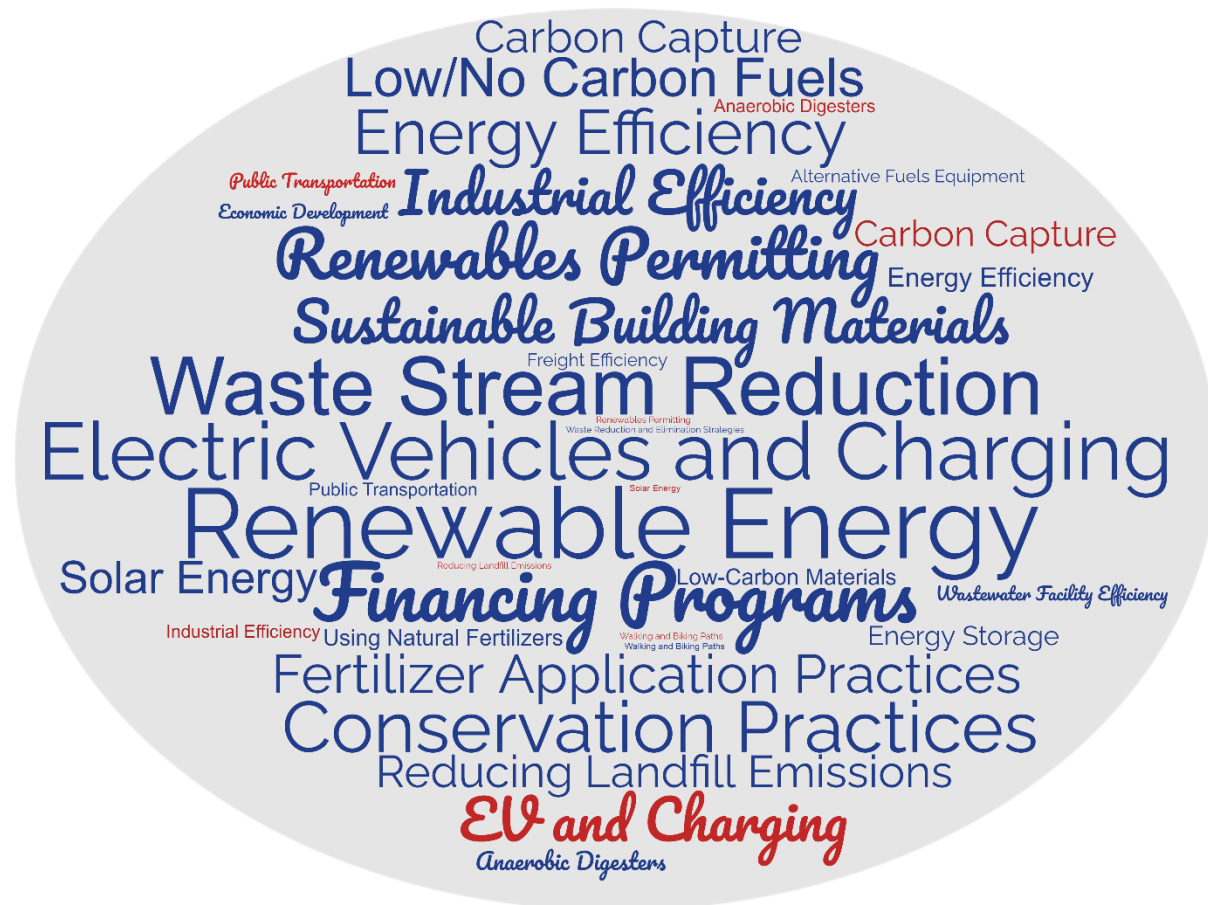 Carbon Capture
Low/No Carbon Fuels
Anaerobic Digesters
Energy Efficiency
Public Transportation
Industrial Efficiency
Alternative Fuels Equipment
Economic Development
Carbon Capture
Renewables Permitting
Energy Efficiency
Sustainable Building Materials
Freight Efficiency
Waste Stream Reduction
Renewables Permitting
Waste Reduction and Elimination Strategies
Electric Vehicles and Charging
Public Transportation
Solar Energy
Renewable Energy
Reducing Landfill Emissions
Solar Energy
Financing Programs
Low-Carbon Materials
Wastewater Facility Efficiency
Industrial Efficiency
Using Natural Fertilizers
Walking and Biking Paths
Walking and Biking Paths
Energy Storage
Fertilizer Application Practices
Conservation Practices
Reducing Landfill Emissions
EV and Charging
Anaerobic Digesters